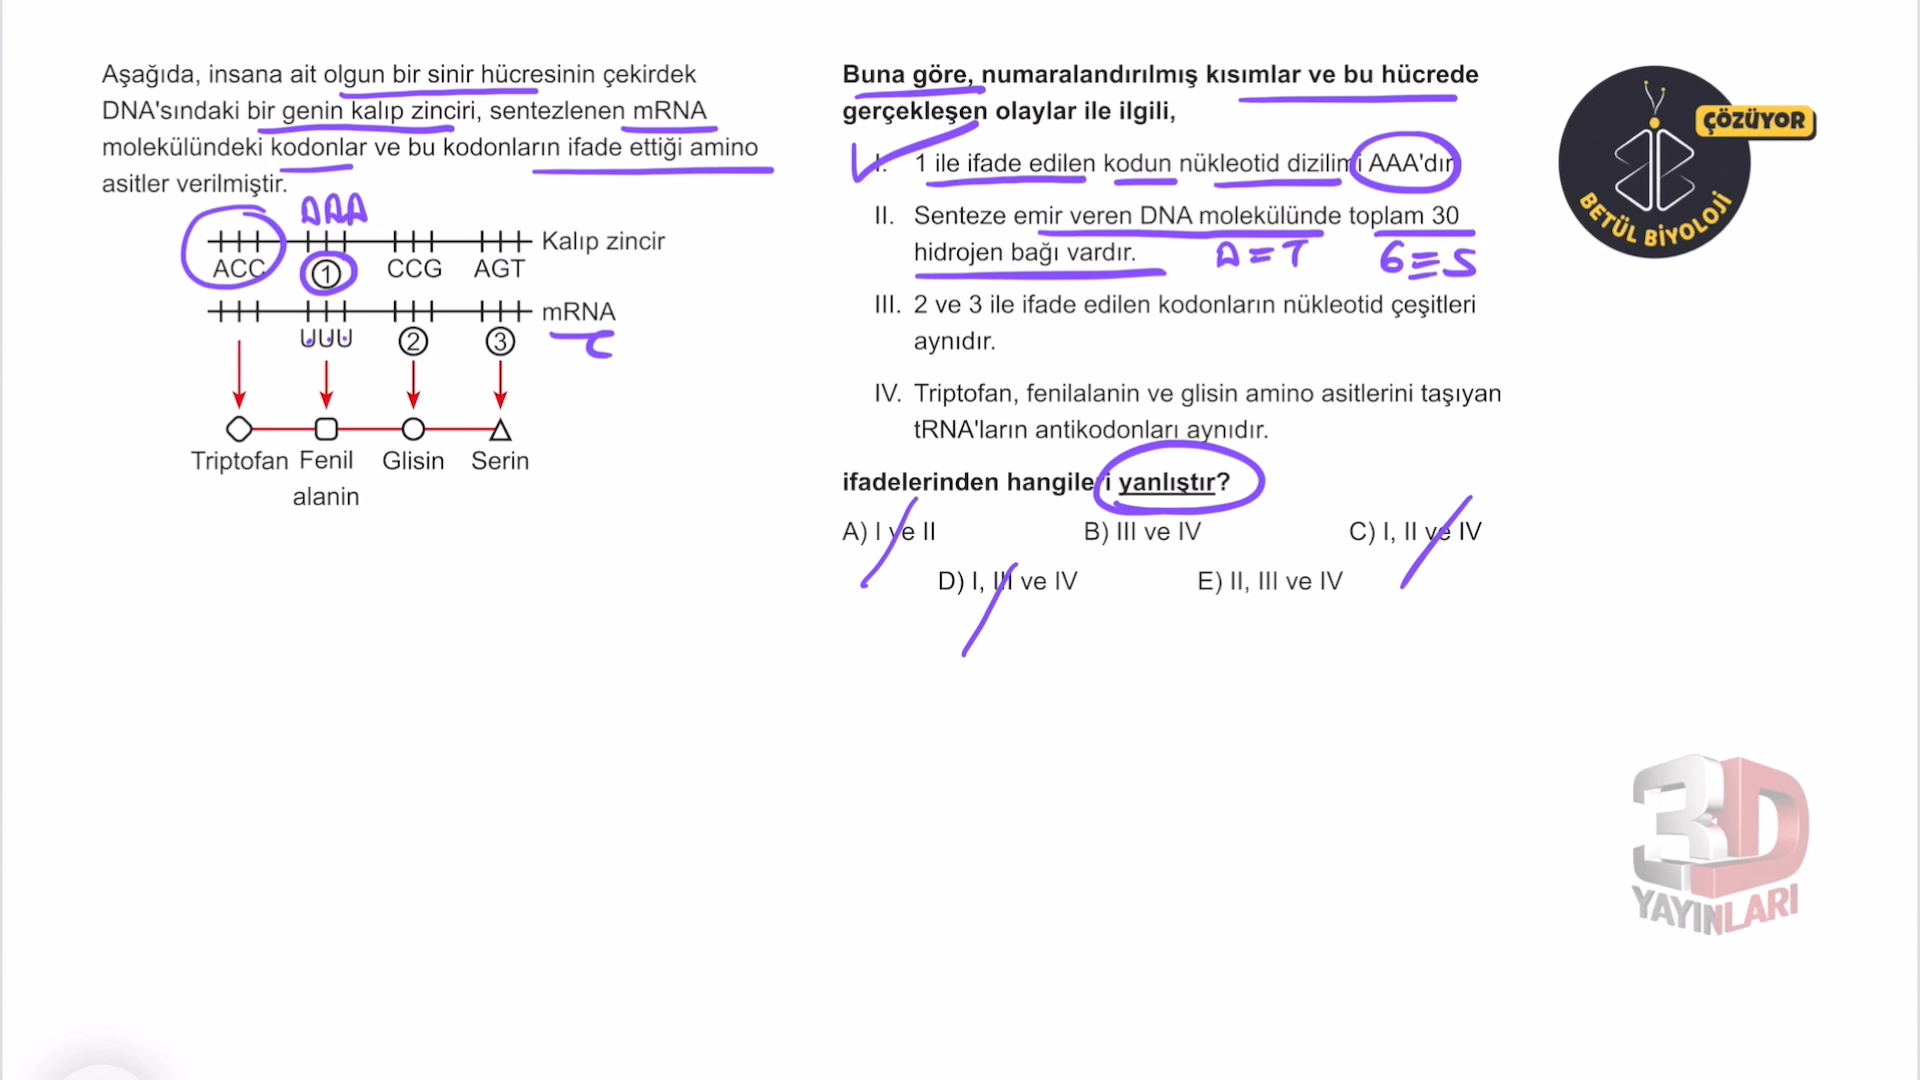 Aşağıda, insana ait olgun bir sinir hücresinin çekirdek
DNA'sındaki bir genin kalıp zinciri, sentezlenen mRNA
molekülündeki kodonlar ve bu kodonların ifade ettiği amino
asitler verilmiştir.
AAA
Kalıp zincir
ACC 1 CCG AGT
mRNA
UUU 2 3
Triptofan Fenil Glisin Serin
alanin
Buna göre, numaralandırılmış kısımlar ve bu hücrede
gerçekleşen olaylar ile ilgili,
I. 1 ile ifade edilen kodun nükleotid dizilimi AAA'dır.
II. Senteze emir veren DNA molekülünde toplam 30
hidrojen bağı vardır. A=T G≡S
III. 2 ve 3 ile ifade edilen kodonların nükleotid çeşitleri
aynıdır.
IV. Triptofan, fenilalanin ve glisin amino asitlerini taşıyan
tRNA'ların antikodonları aynıdır.
ifadelerinden hangileri yanlıştır?
A) I ve II B) III ve IV C) I, II ve IV
D) I, III ve IV E) II, III ve IV
ÇÖZÜYOR
BETÜL BİYOLOJİ
3D
YAYINLARI